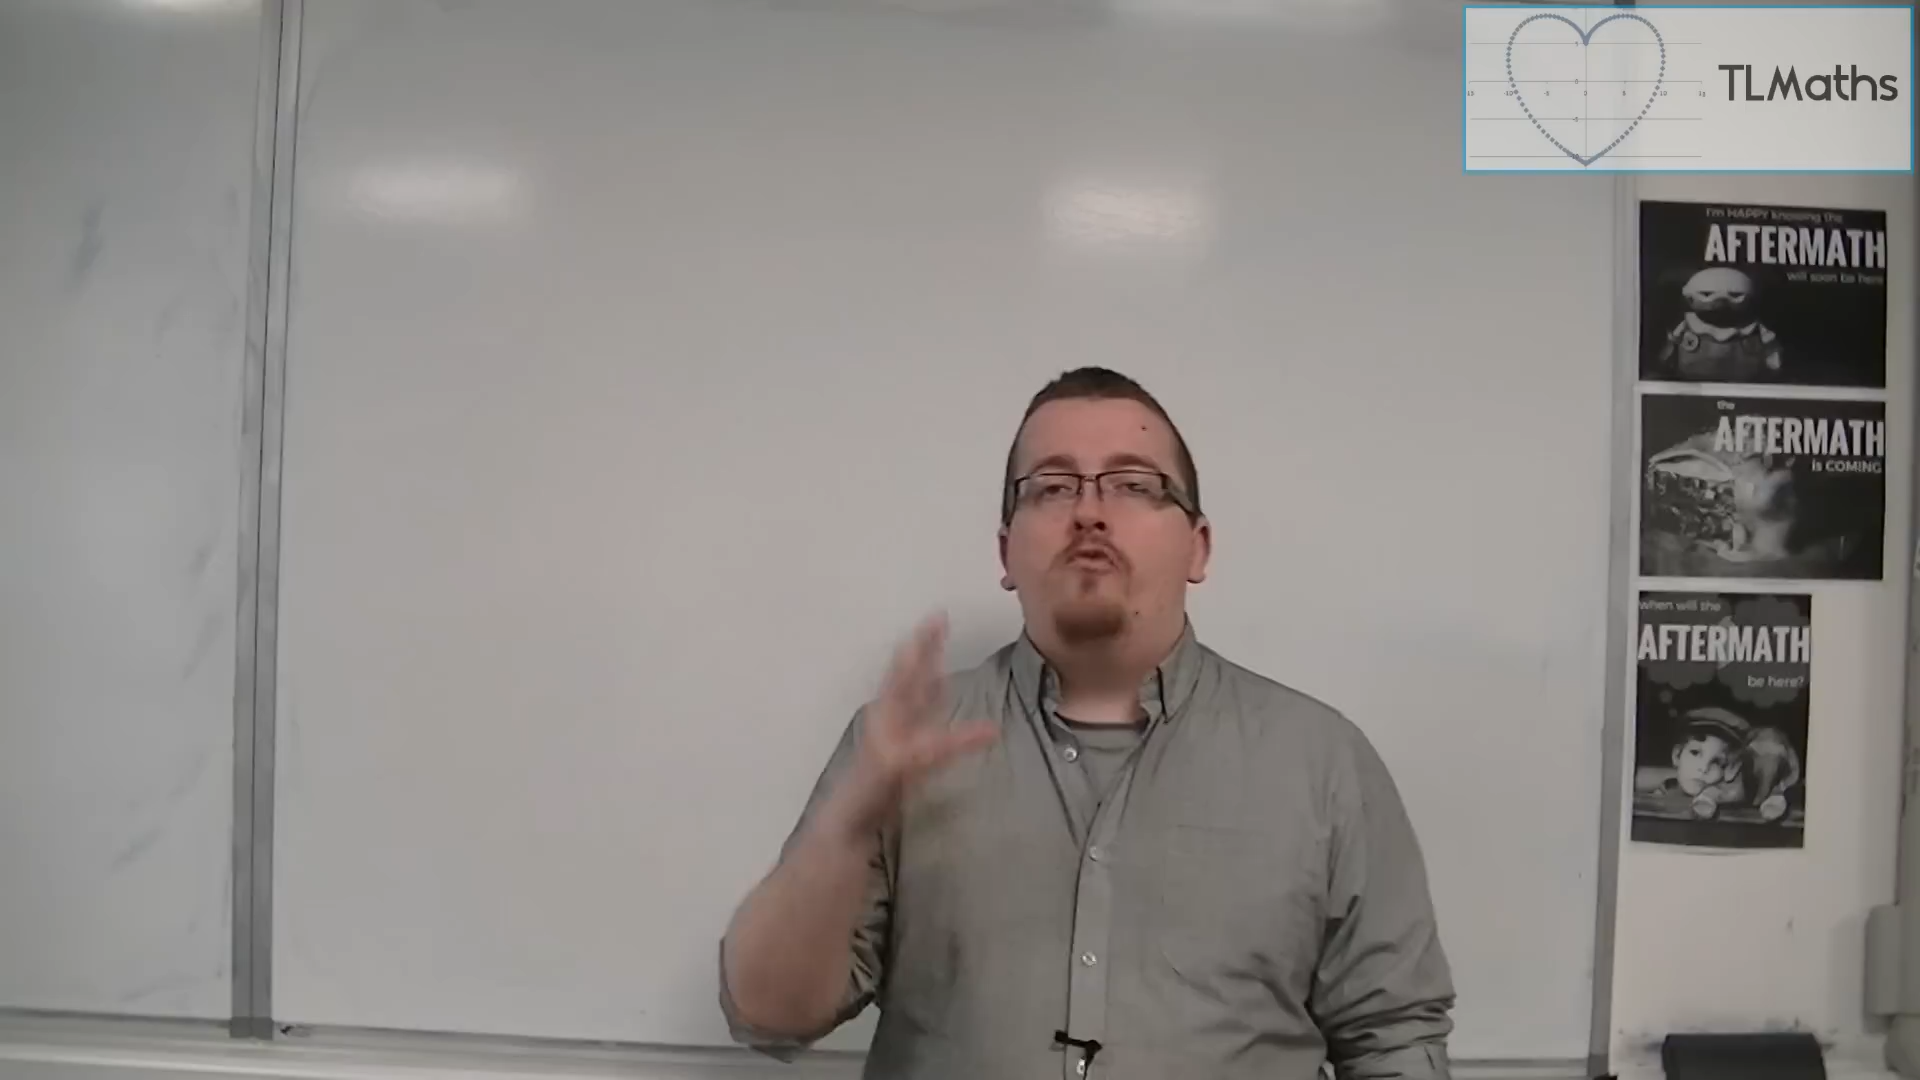 TLMaths
I'm HAPPY knowing the
AFTERMATH
will soon be here
the
AFTERMATH
is COMING
when will the
AFTERMATH
be here?